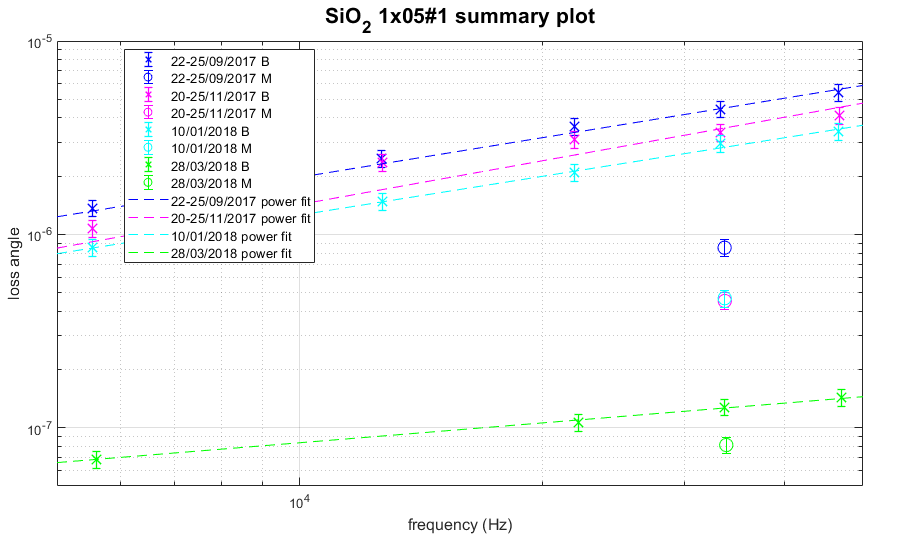 SiO2 1x05#1 summary plot
10-5
22-25/09/2017 B
22-25/09/2017 M
20-25/11/2017 B
20-25/11/2017 M
10/01/2018 B
10/01/2018 M
28/03/2018 B
28/03/2018 M
22-25/09/2017 power fit
20-25/11/2017 power fit
10/01/2018 power fit
28/03/2018 power fit
10-6
loss angle
10-7
104
frequency (Hz)